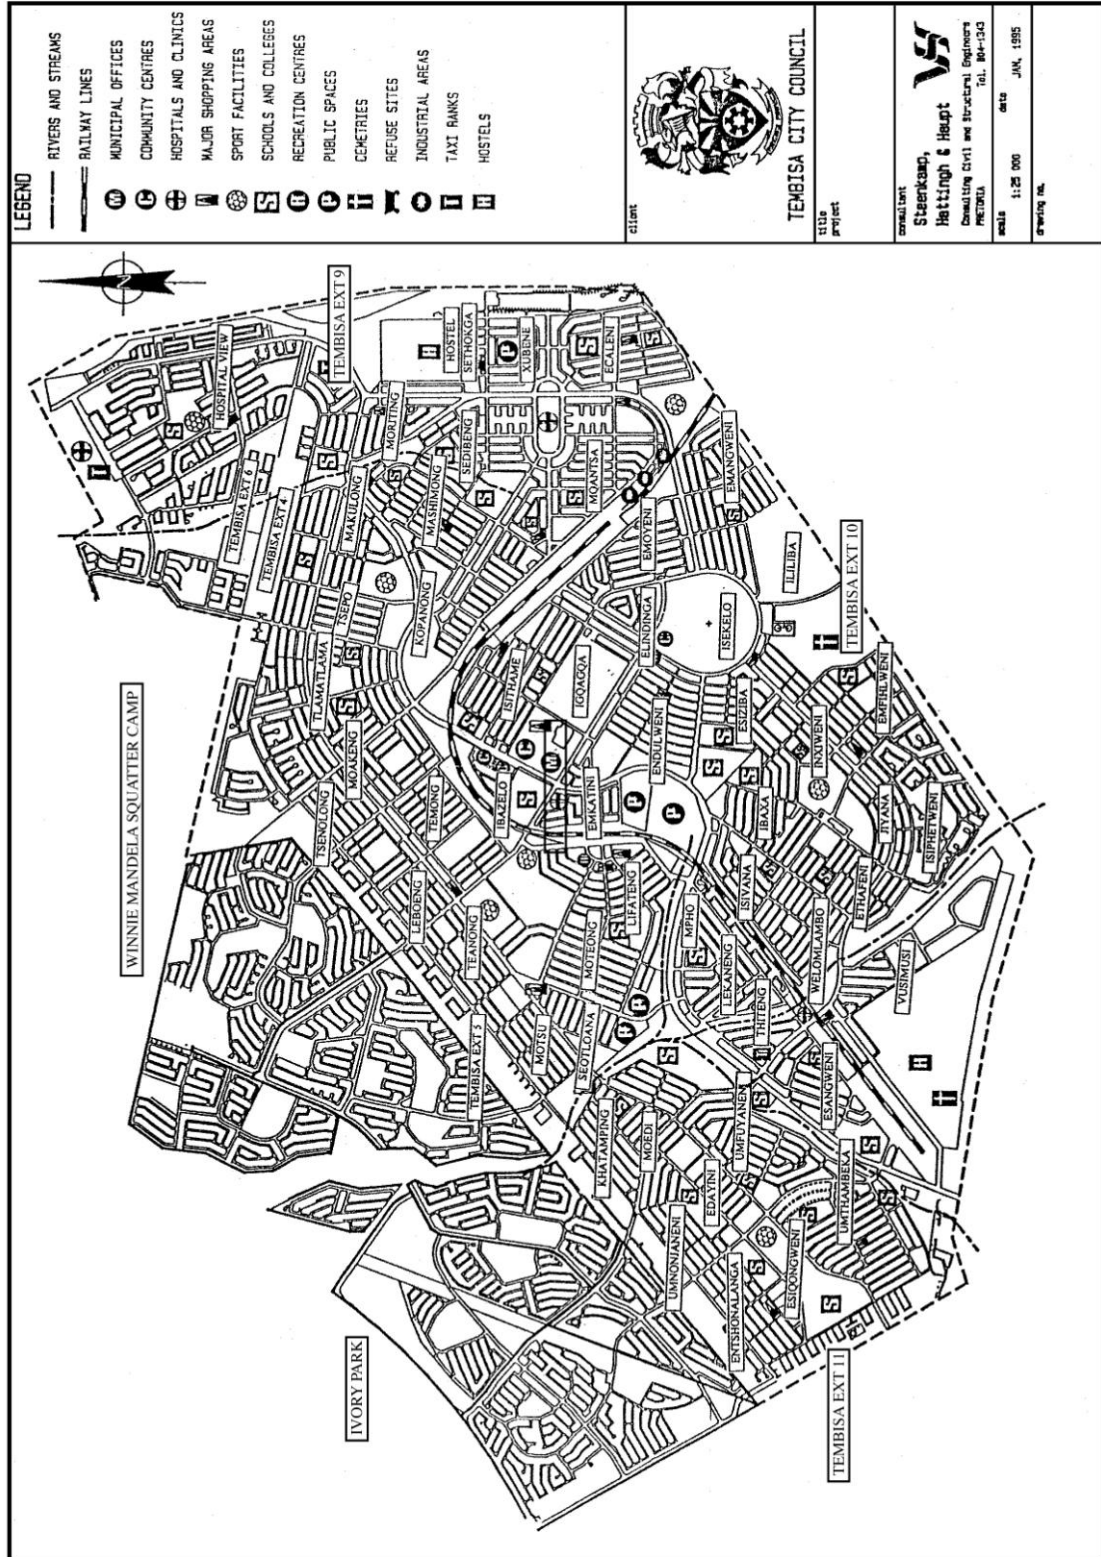 LEGEND
RIVERS AND STREAMS
RAILWAY LINES
M MUNICIPAL OFFICES
C COMMUNITY CENTRES
HOSPITALS AND CLINICS
MAJOR SHOPPING AREAS
SPORT FACILITIES
S SCHOOLS AND COLLEGES
RECREATION CENTRES
P PUBLIC SPACES
CEMETRIES
REFUSE SITES
INDUSTRIAL AREAS
TAXI RANKS
H HOSTELS
client
TEMBISA CITY COUNCIL
title
project
consultant
Steenkamp,
Hattingh & Haupt
Consulting Civil and Structural Engineers
PRETORIA Tel. 804-1343
VSH
scale date
1:25 000 JAN, 1995
drawing no.
N
WINNIE MANDELA SQUATTER CAMP
IVORY PARK
TEMBISA EXT 9
TEMBISA EXT 10
TEMBISA EXT 11
HOSPITAL VIEW
TEMBISA EXT 6
TEMBISA EXT 4
TEMBISA EXT 5
MORITING
HOSTEL
SETHOKGA
XUBENE
ECALENI
MAKULONG
MASHIMONG
SEDIBENG
MQANTSA
EMANGWENI
TSEPO
KOPANONG
EMOYENI
TLAMATLAMA
ISITHAME
IGQAGQA
ELINDINGA
ISEKELO
ILILIBA
MOAKENG
TSENOLONG
TEMONG
IBAZELO
EMKATINI
ENDULWENI
ESIZIBA
INXIWENI
EMFIHLWENI
LEBOENG
TEANONG
MOTEONG
LIFATENG
MPHO
ISIVANA
IBAXA
JIYANA
ISIPHETWENI
ETHAFENI
MOTSU
SEOTLOANA
LEKANENG
THITENG
WELOMLAMBO
VUSIMUSI
KHATAMPING
MOEDI
UMFUYANENI
ESANGWENI
EDAYINI
UMTHAMBEKA
UMNONJANENI
ENTSHONALANGA
ESIQONGWENI